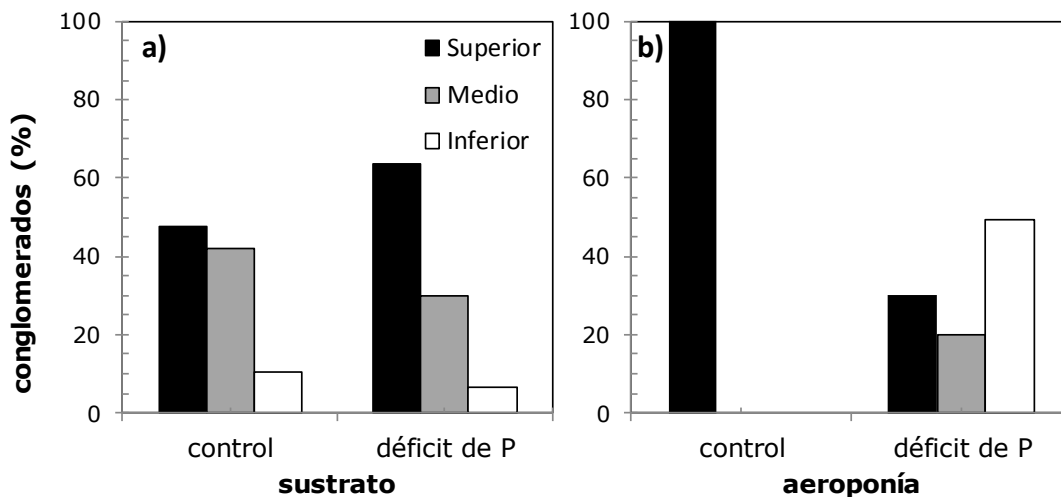 conglomerados (%)
a)
Superior
Medio
Inferior
100
80
60
40
20
0
control
déficit de P
sustrato
b)
100
80
60
40
20
0
control
déficit de P
aeroponía